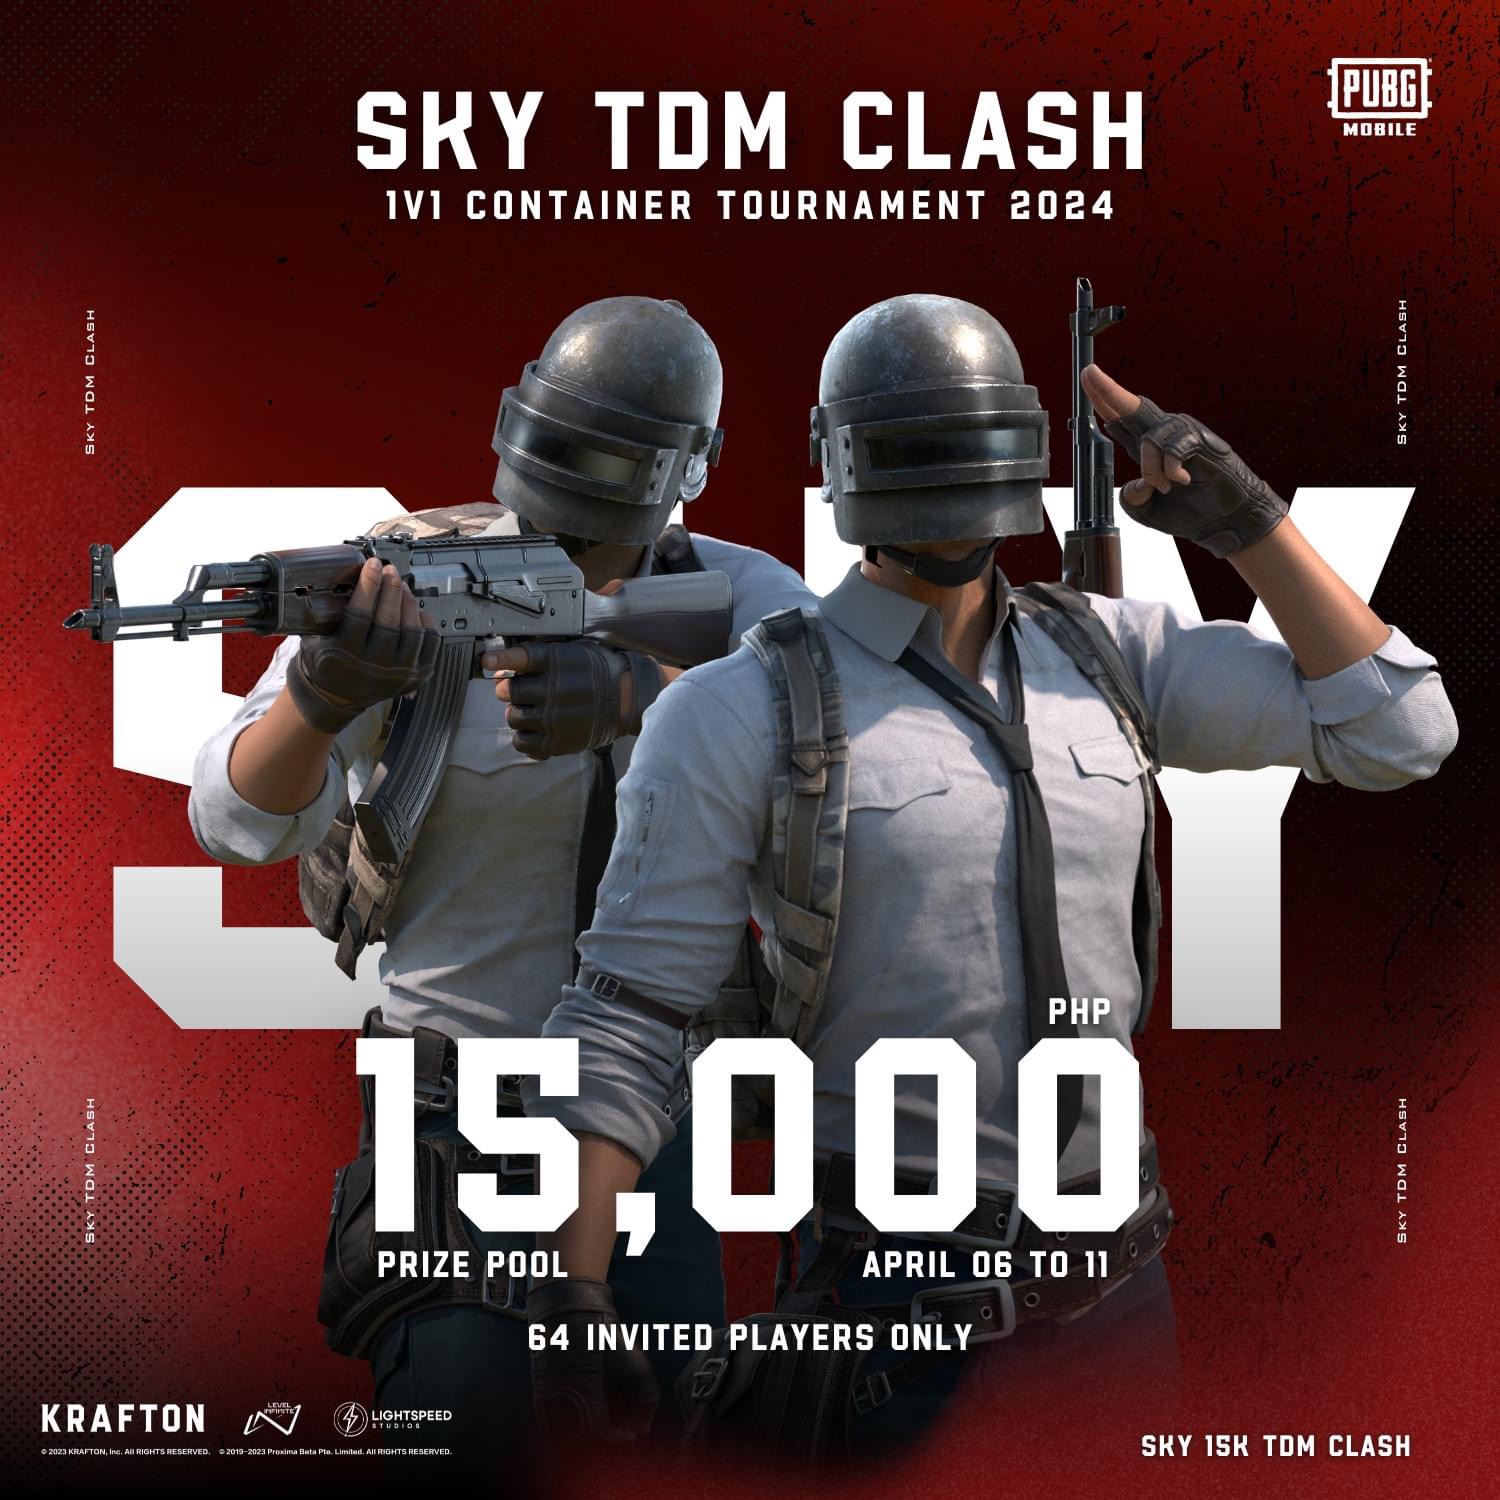 SKY TDM CLASH
1V1 CONTAINER TOURNAMENT 2024
PUBG
MOBILE
SKY TDM CLASH
SKY TDM CLASH
SKY
PHP
15,000
PRIZE POOL
APRIL 06 TO 11
64 INVITED PLAYERS ONLY
SKY TDM CLASH
SKY TDM CLASH
KRAFTON
LEVEL
INFINITE
LIGHTSPEED
STUDIOS
© 2023 KRAFTON, Inc. All RIGHTS RESERVED. © 2019-2023 Proxima Beta Pte. Limited. All RIGHTS RESERVED.
SKY 15K TDM CLASH